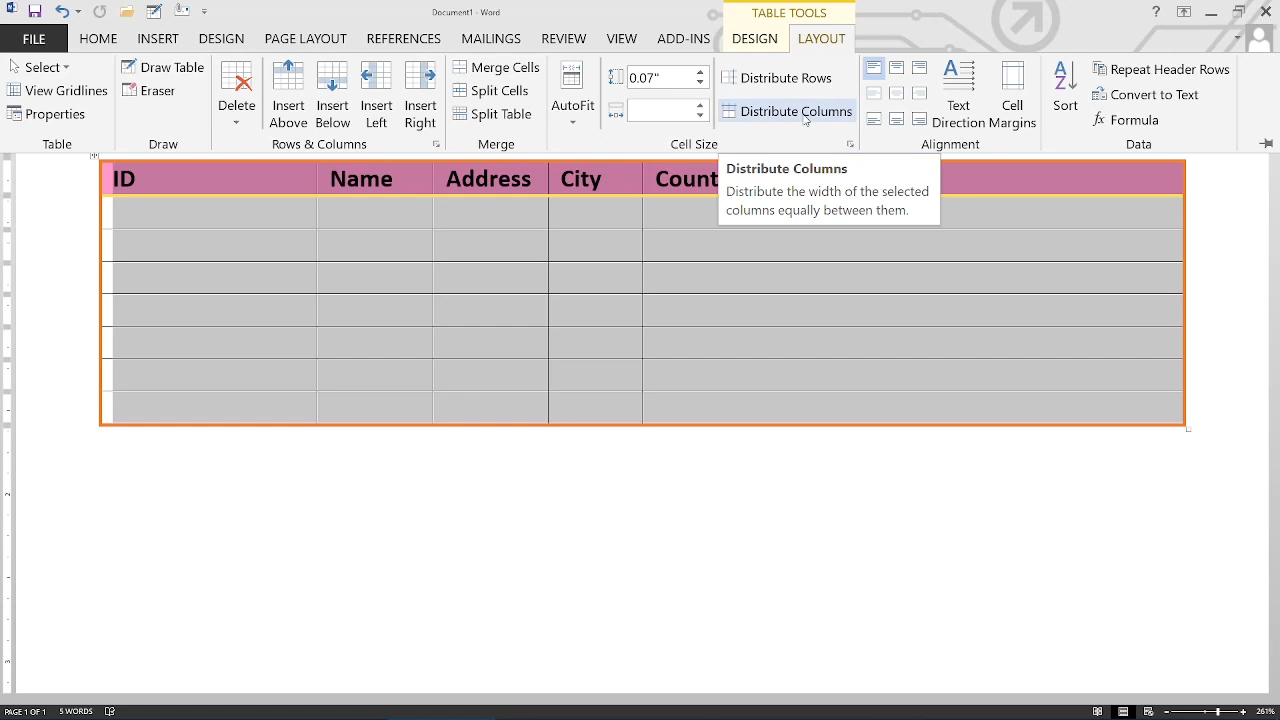 Document1 - Word
TABLE TOOLS
?
FILE
HOME
INSERT
DESIGN
PAGE LAYOUT
REFERENCES
MAILINGS
REVIEW
VIEW
ADD-INS
DESIGN
LAYOUT
Select
View Gridlines
Properties
Table
Draw Table
Eraser
Draw
Delete
Insert Above
Insert Below
Insert Left
Insert Right
Rows & Columns
Merge Cells
Split Cells
Split Table
Merge
AutoFit
0.07"
Distribute Rows
Distribute Columns
Cell Size
Text Direction
Cell Margins
Alignment
Sort
Repeat Header Rows
Convert to Text
fx Formula
Data
Distribute Columns
Distribute the width of the selected
columns equally between them.
ID Name Address City Count
2
3
PAGE 1 OF 1 5 WORDS 261%